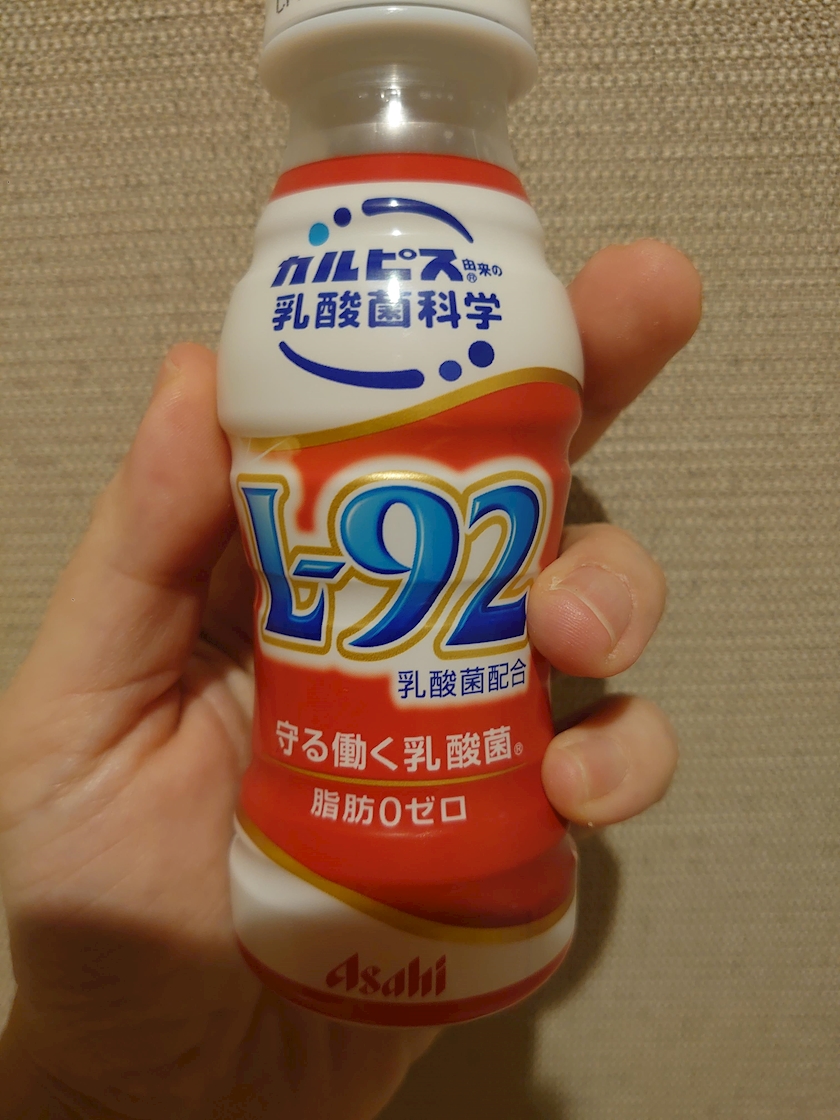 カルピス®由来の
乳酸菌科学
L-92
乳酸菌配合
守る働く乳酸菌®
脂肪0ゼロ
Asahi